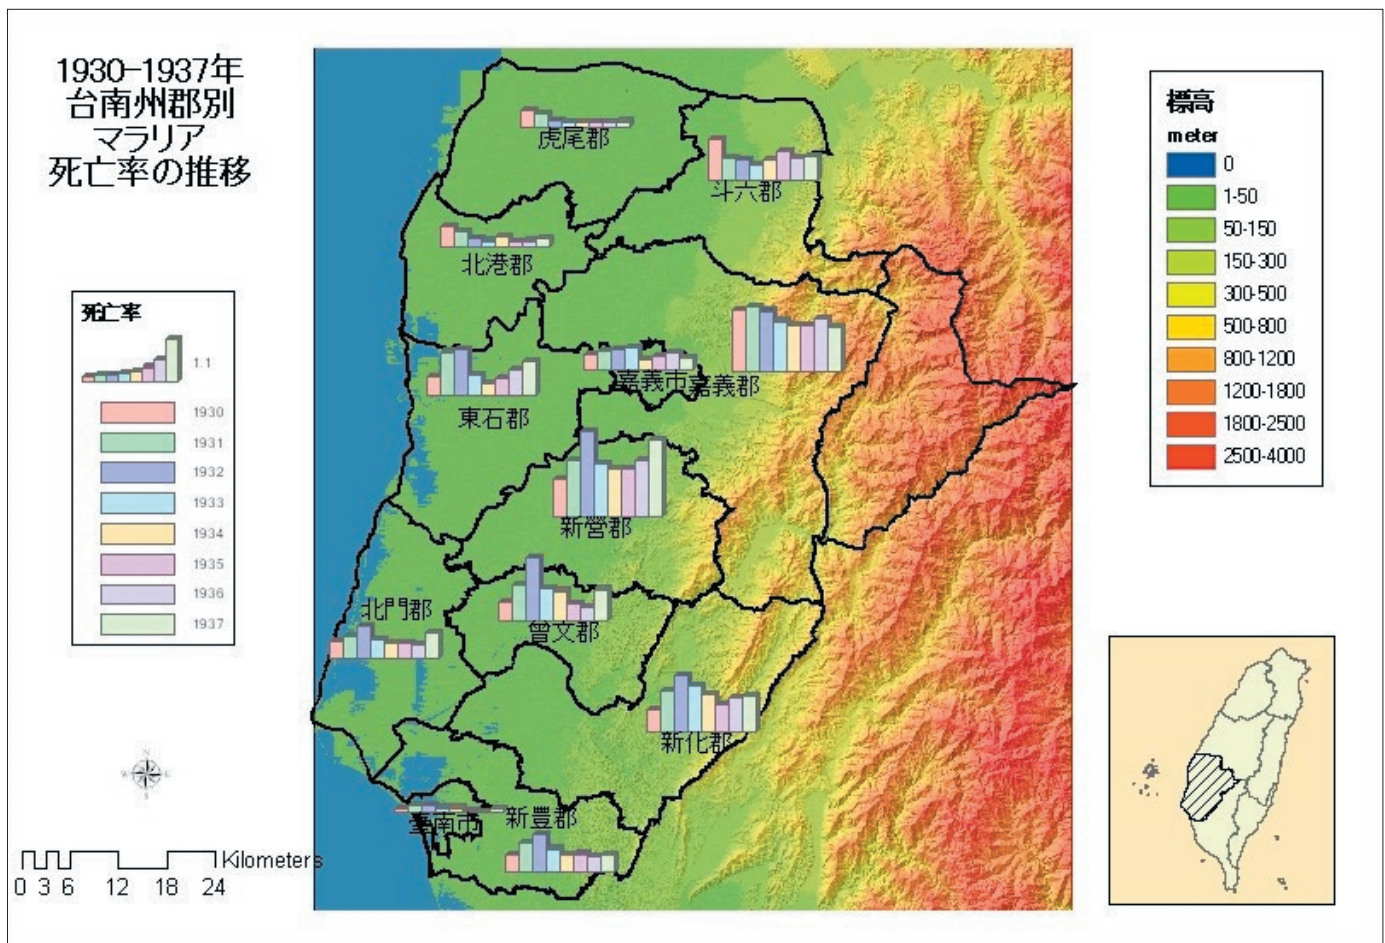 1930-1937年
台南州郡別
マラリア
死亡率の推移
死亡率
1.1
1930
1931
1932
1933
1934
1935
1936
1937
標高
meter
0
1-50
50-150
150-300
300-500
500-800
800-1200
1200-1800
1800-2500
2500-4000
虎尾郡
斗六郡
北港郡
嘉義市
嘉義郡
東石郡
新營郡
北門郡
曾文郡
新化郡
臺南市
新豐郡
N
W
E
S
Kilometers
0 3 6 12 18 24